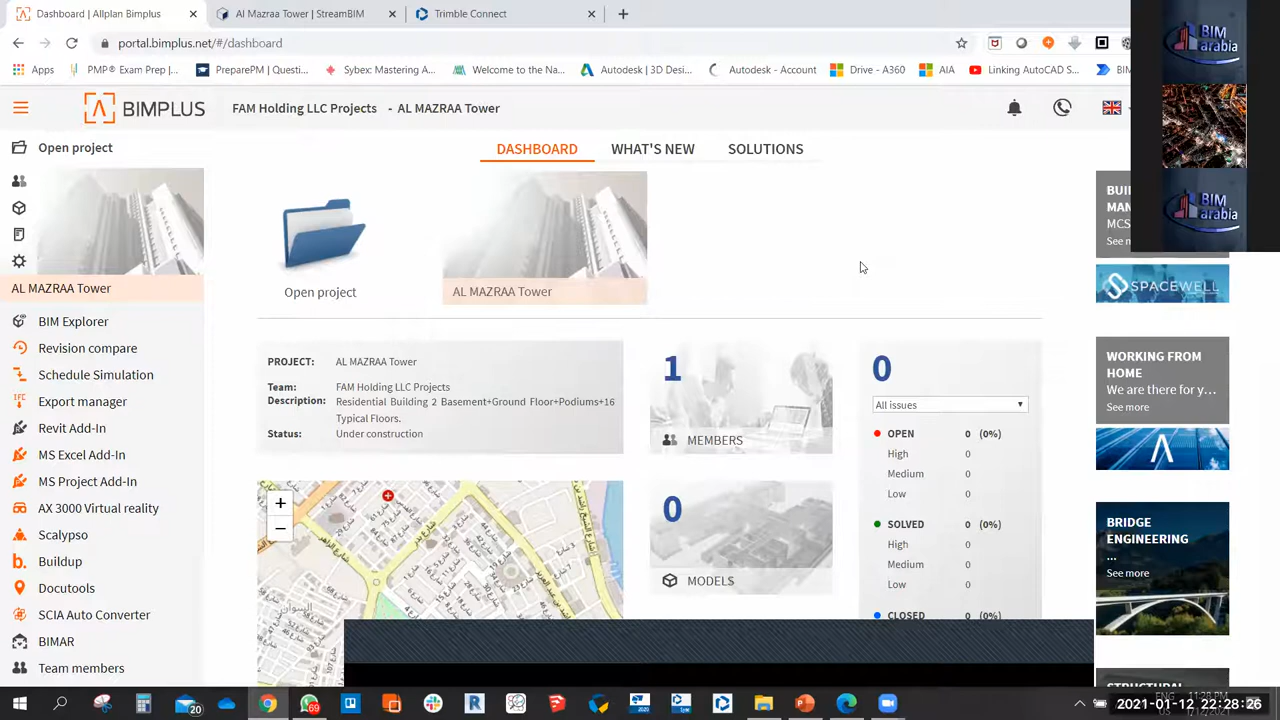 Dashboard | Allplan Bimplus
Al Mazraa Tower | StreamBIM
Trimble Connect
portal.bimplus.net/#/dashboard
Apps
PMP® Exam Prep |...
PreparePM | Questi...
Sybex: Mastering...
Welcome to the Na...
Autodesk | 3D Desi...
Autodesk - Account
Drive - A360
AIA
Linking AutoCAD S...
BIM
arabia
BIMPLUS
FAM Holding LLC Projects - AL MAZRAA Tower
Open project
DASHBOARD
WHAT'S NEW
SOLUTIONS
BIM
arabia
AL MAZRAA Tower
BIM Explorer
Revision compare
Schedule Simulation
Export manager
Revit Add-In
MS Excel Add-In
MS Project Add-In
AX 3000 Virtual reality
Scalypso
Buildup
Docutools
SCIA Auto Converter
BIMAR
Team members
Open project
AL MAZRAA Tower
PROJECT: AL MAZRAA Tower
Team: FAM Holding LLC Projects
Description: Residential Building 2 Basement+Ground Floor+Podiums+16
Typical Floors.
Status: Under construction
1
MEMBERS
0
MODELS
0
All issues
OPEN 0 (0%)
High 0
Medium 0
Low 0
SOLVED 0 (0%)
High 0
Medium 0
Low 0
CLOSED 0 (0%)
MCS
See
SPACEWELL
WORKING FROM
HOME
We are there for y...
See more
BRIDGE
ENGINEERING
...
See more
+
−
السوان
20
69
2021-01-12 22:28:26